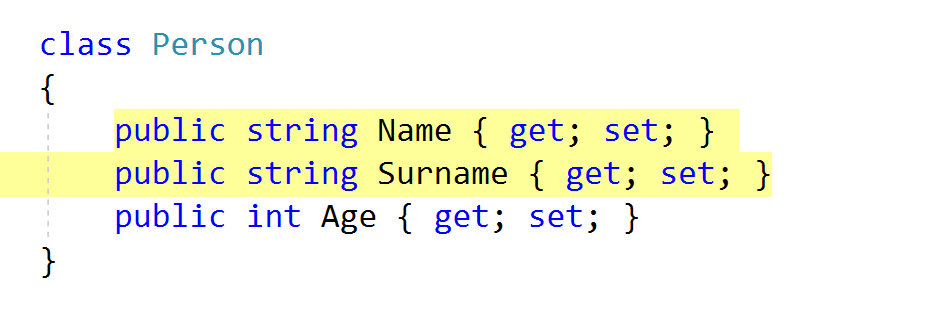 class Person
{
    public string Name { get; set; }
    public string Surname { get; set; }
    public int Age { get; set; }
}